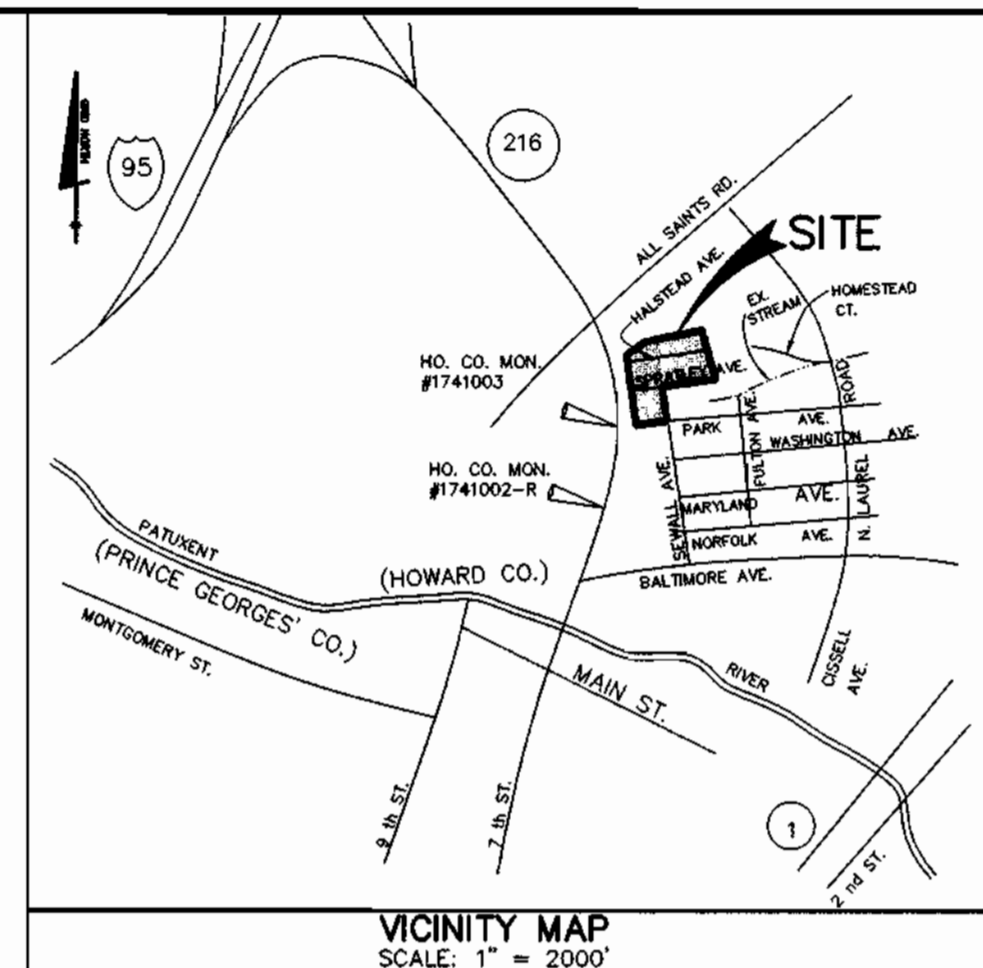 95
216
ALL SAINTS RD.
SITE
HALSTEAD AVE.
EX.
STREAM
HOMESTEAD
CT.
HO. CO. MON.
#1741003
SPRATLEY AVE.
ROAD
PARK AVE.
FULTON AVE.
WASHINGTON AVE.
HO. CO. MON.
#1741002-R
SEWALL AVE.
MARYLAND AVE.
N. LAUREL
NORFOLK AVE.
BALTIMORE AVE.
PATUXENT
(PRINCE GEORGES' CO.)
(HOWARD CO.)
MONTGOMERY ST.
MAIN ST.
RIVER
CISSELL
AVE.
9 th ST.
7 th ST.
1
2 nd ST.
VICINITY MAP
SCALE: 1" = 2000'